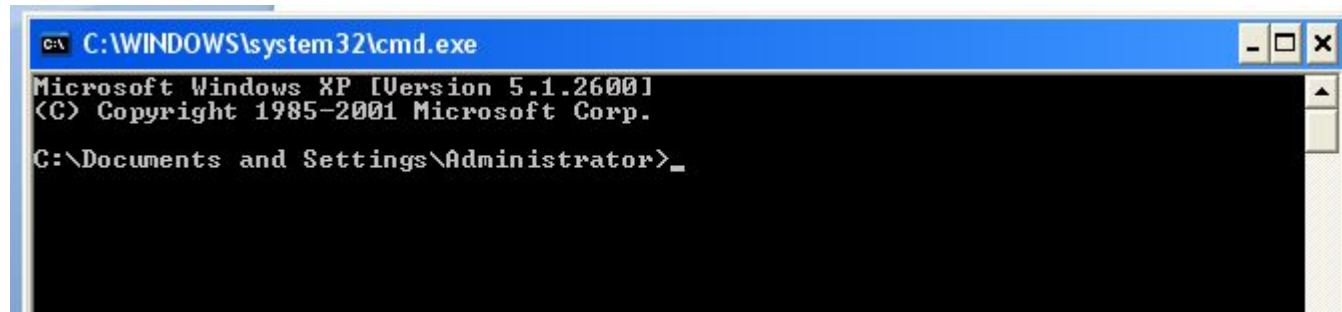 C:\WINDOWS\system32\cmd.exe
Microsoft Windows XP [Version 5.1.2600]
(C) Copyright 1985-2001 Microsoft Corp.
C:\Documents and Settings\Administrator>_